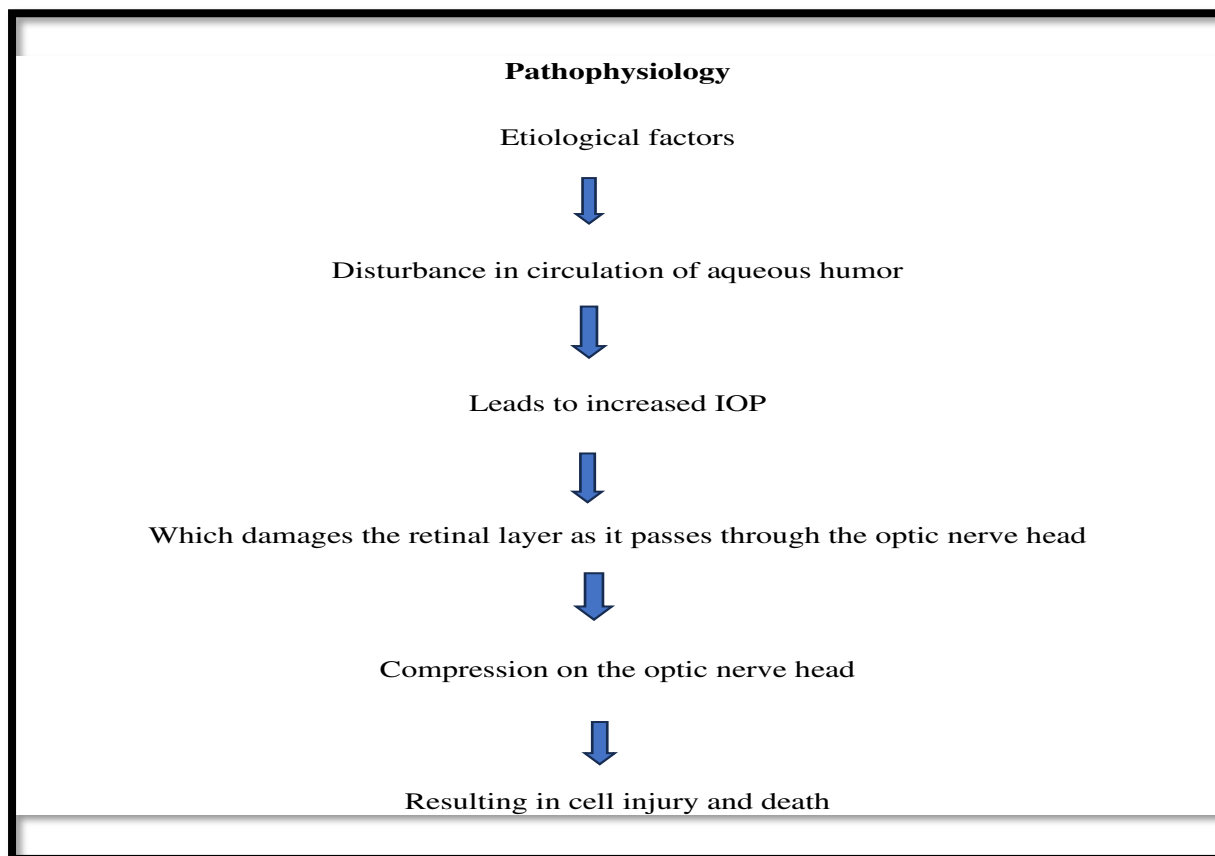 Pathophysiology
Etiological factors
Disturbance in circulation of aqueous humor
Leads to increased IOP
Which damages the retinal layer as it passes through the optic nerve head
Compression on the optic nerve head
Resulting in cell injury and death